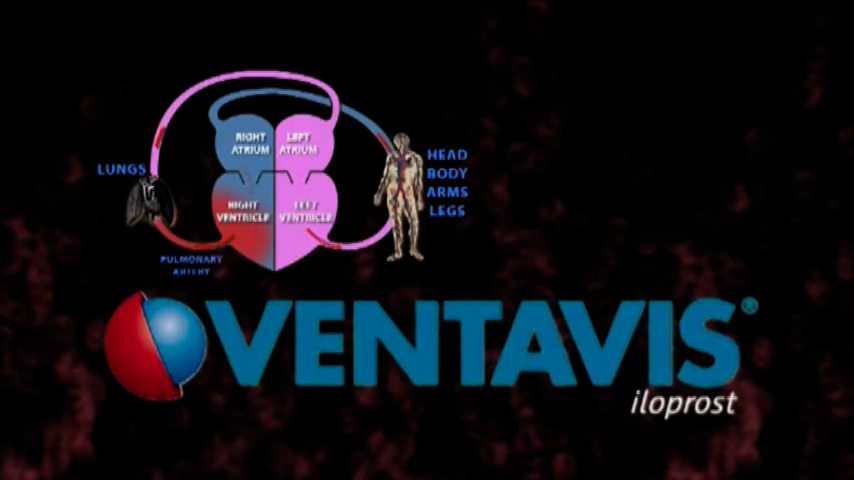 RIGHT
ATRIUM
LEFT
ATRIUM
LUNGS
HEAD
BODY
ARMS
LEGS
RIGHT
VENTRICLE
LEFT
VENTRICLE
PULMONARY
ARTERY
VENTAVIS®
iloprost